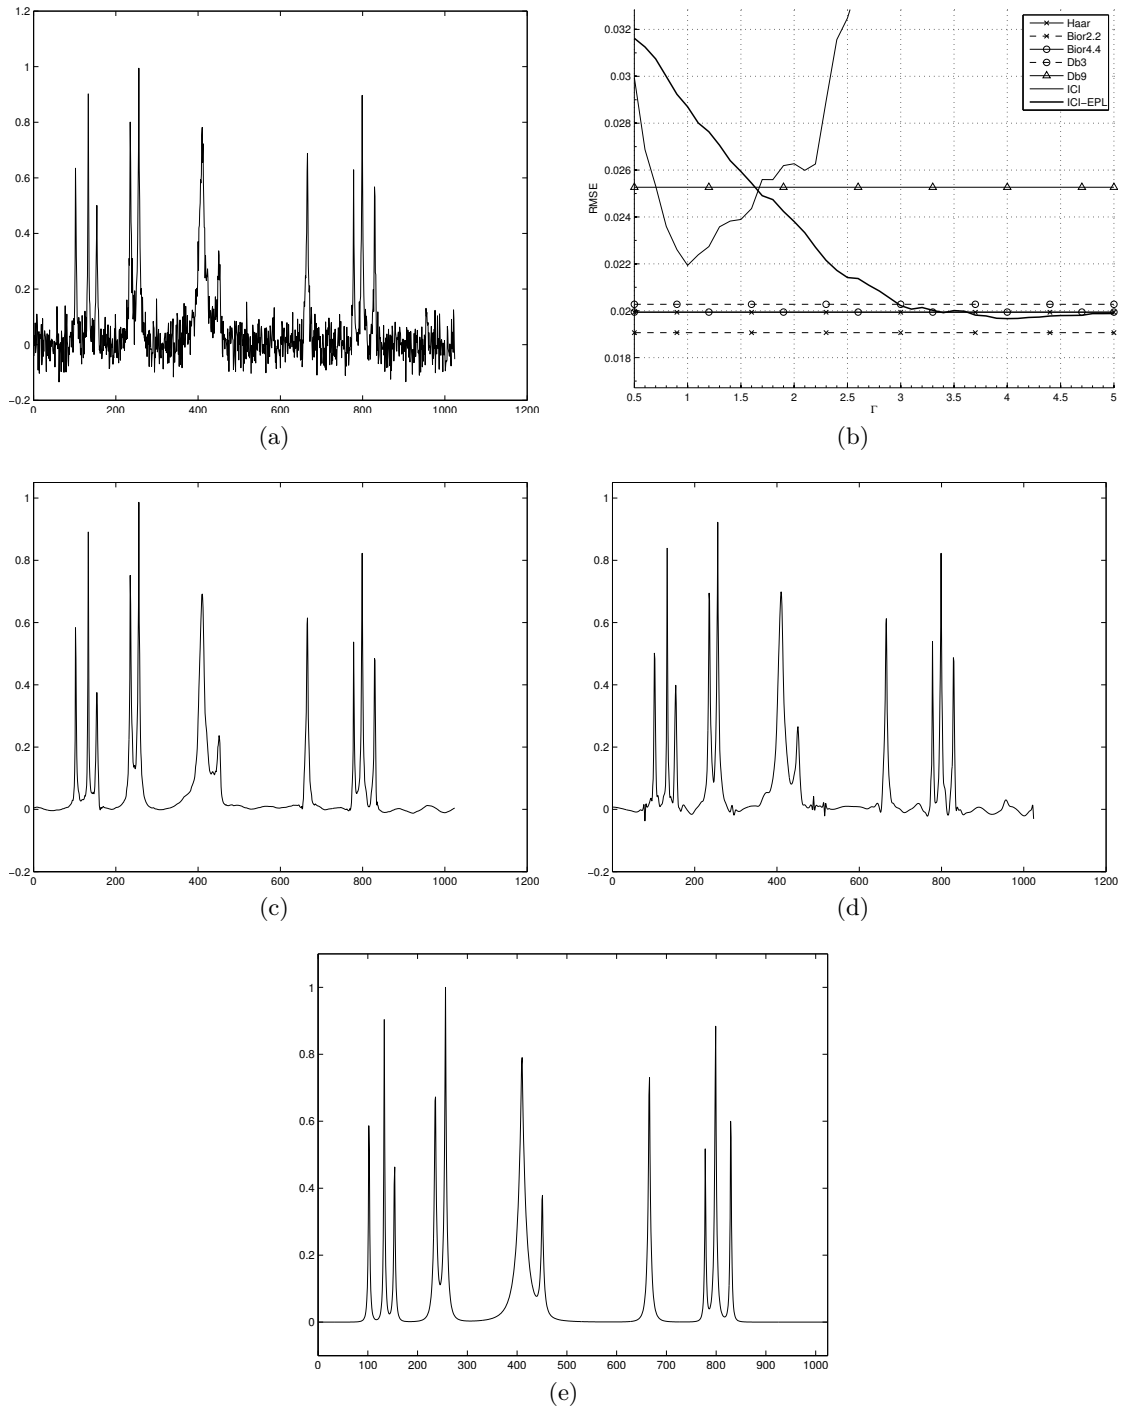 1.2
1
0.8
0.6
0.4
0.2
0
−0.2
0 200 400 600 800 1000 1200
(a)
0.032
0.03
0.028
0.026
0.024
0.022
0.020
0.018
RMSE
0.5 1 1.5 2 2.5 3 3.5 4 4.5 5
Γ
Haar
Bior2.2
Bior4.4
Db3
Db9
ICI
ICI−EPL
(b)
1
0.8
0.6
0.4
0.2
0
−0.2
0 200 400 600 800 1000 1200
(c)
1
0.8
0.6
0.4
0.2
0
−0.2
0 200 400 600 800 1000 1200
(d)
1
0.8
0.6
0.4
0.2
0
0 100 200 300 400 500 600 700 800 900 1000
(e)